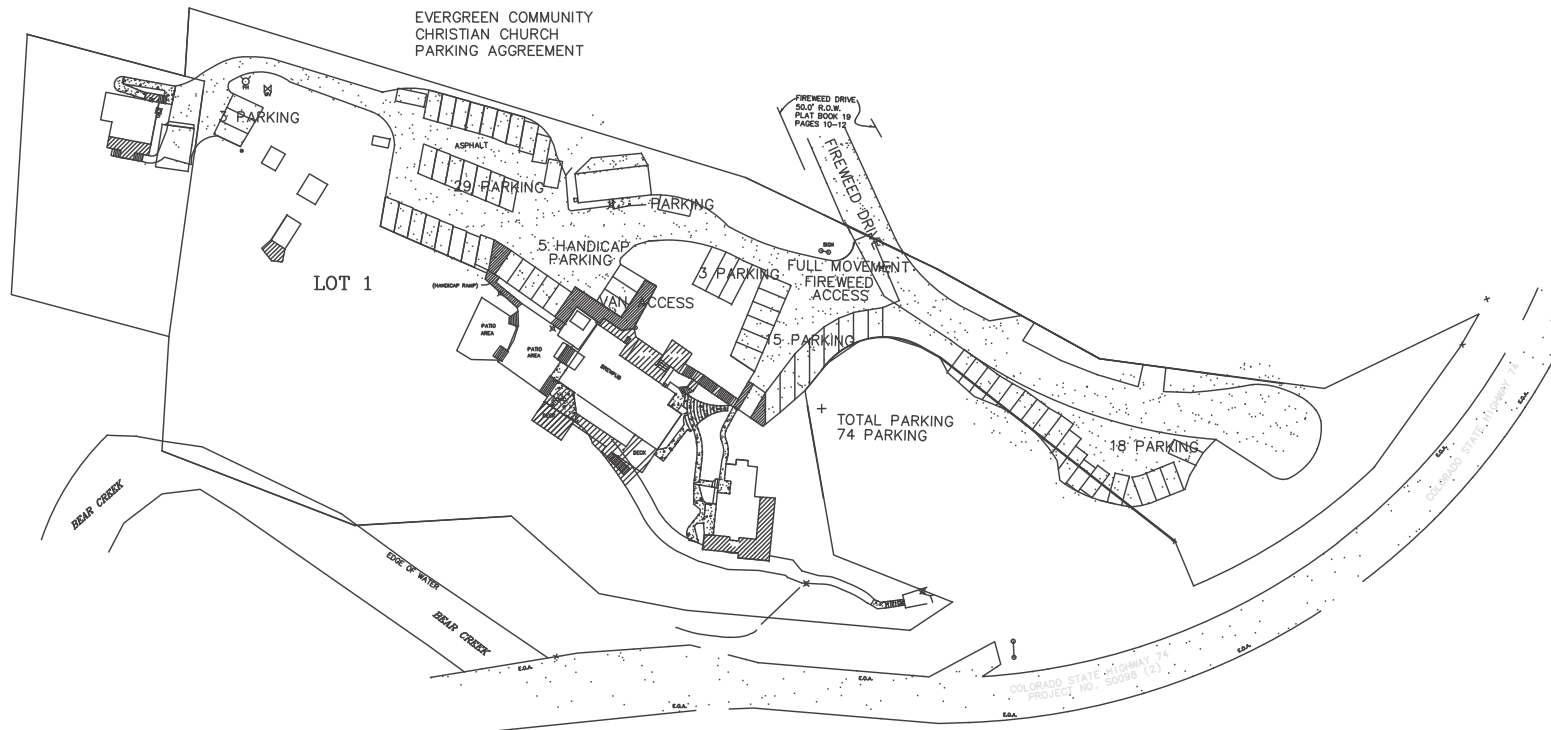 EVERGREEN COMMUNITY
CHRISTIAN CHURCH
PARKING AGGREEMENT
FIREWEED DRIVE
50.0' R.O.W.
PLAT BOOK 19
PAGES 10-12
FIREWEED DRIVE
3 PARKING
ASPHALT
29 PARKING
PARKING
SIGN
5 HANDICAP
PARKING
3 PARKING
FULL MOVEMENT
FIREWEED
ACCESS
LOT 1
(HANDICAP RAMP)
VAN ACCESS
PATIO
AREA
PATIO
AREA
15 PARKING
BREWPUB
TOTAL PARKING
74 PARKING
18 PARKING
DECK
BEAR CREEK
EDGE OF WATER
BEAR CREEK
COLORADO STATE HIGHWAY 74
E.O.A.
E.O.A.
E.O.A.
E.O.A.
E.O.A.
E.O.A.
E.O.A.
COLORADO STATE HIGHWAY 74
PROJECT NO. S0098 (2)